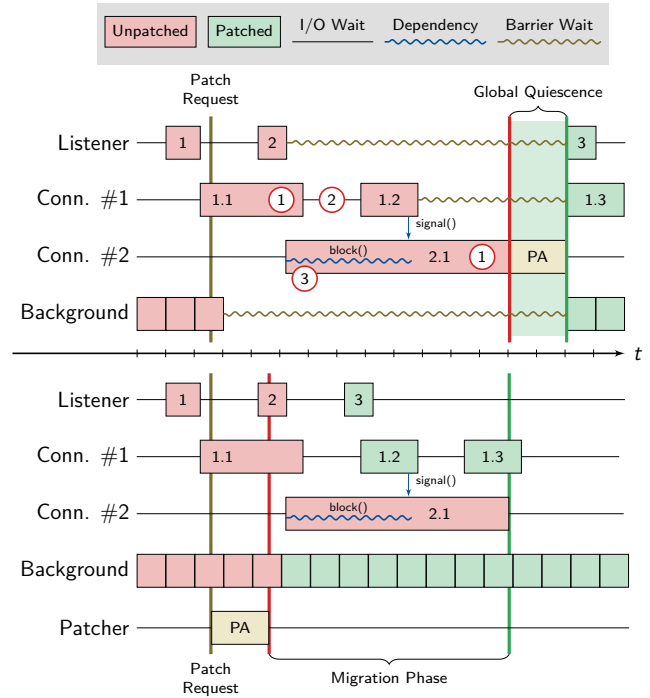 Unpatched Patched I/O Wait Dependency Barrier Wait
Patch
Request
Global Quiescence
Listener 1 2 3
Conn. #1 1.1 1 2 1.2 1.3
signal()
Conn. #2 block() 2.1 1 PA
3
Background
t
Listener 1 2 3
Conn. #1 1.1 1.2 1.3
signal()
Conn. #2 block() 2.1
Background
Patcher PA
Patch
Request
Migration Phase